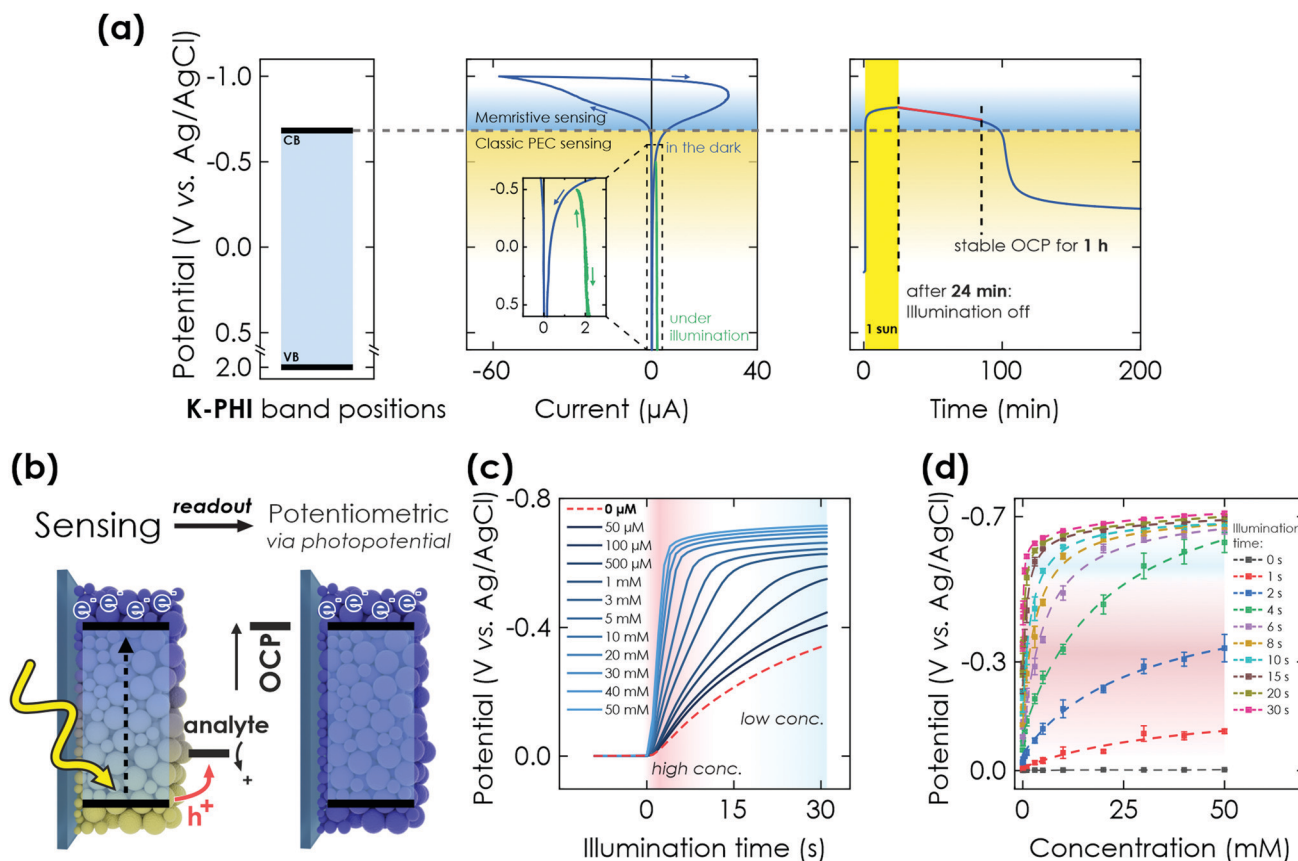 (a)
Potential (V vs. Ag/AgCl)
-1.0
-0.5
0.0
0.5
2.0
CB
VB
K-PHI band positions
Memristive sensing
Classic PEC sensing
in the dark
-0.5
0.0
0.5
0
2
under
illumination
-60
0
40
Current (µA)
1 sun
stable OCP for 1 h
after 24 min:
Illumination off
0
100
200
Time (min)
(b)
Sensing
readout
Potentiometric
via photopotential
e- e- e- e-
OCP
analyte
+
h+
e- e- e- e-
(c)
Potential (V vs. Ag/AgCl)
-0.8
-0.4
0.0
0 µM
50 µM
100 µM
500 µM
1 mM
3 mM
5 mM
10 mM
20 mM
30 mM
40 mM
50 mM
low conc.
high conc.
0
15
30
Illumination time (s)
(d)
Potential (V vs. Ag/AgCl)
-0.7
-0.3
0.0
Illumination
time:
0 s
1 s
2 s
4 s
6 s
8 s
10 s
15 s
20 s
30 s
0
30
60
Concentration (mM)